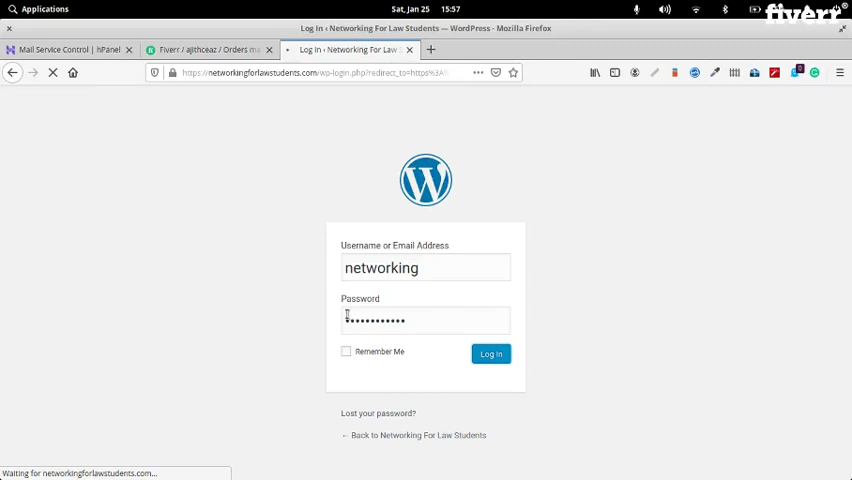 Applications
Sat, Jan 25
15:57
fiverr
Log In ‹ Networking For Law Students — WordPress - Mozilla Firefox
Mail Service Control | hPanel
Fiverr / ajithceaz / Orders ma
Log In ‹ Networking For Law S
https://networkingforlawstudents.com/wp-login.php?redirect_to=https%3A%
0
Username or Email Address
networking
Password
Remember Me
Log In
Lost your password?
← Back to Networking For Law Students
Waiting for networkingforlawstudents.com...